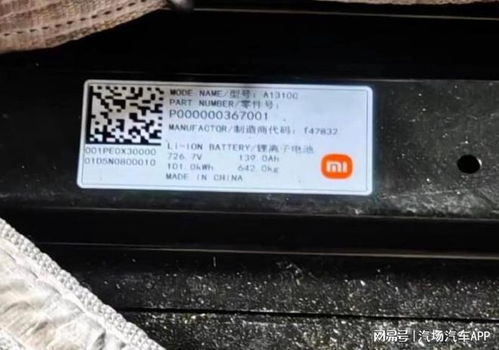 MODE NAME/型号: A1310C
PART NUMBER/零件号:
P000000367001
MANUFACTOR/制造商代码: f47832
001PE0X30000
0105N0800010
Li-ION BATTERY/锂离子电池
726.7V 139.0Ah
101.0kWh 642.0kg
MADE IN CHINA
mi
网易号 | 汽场汽车APP